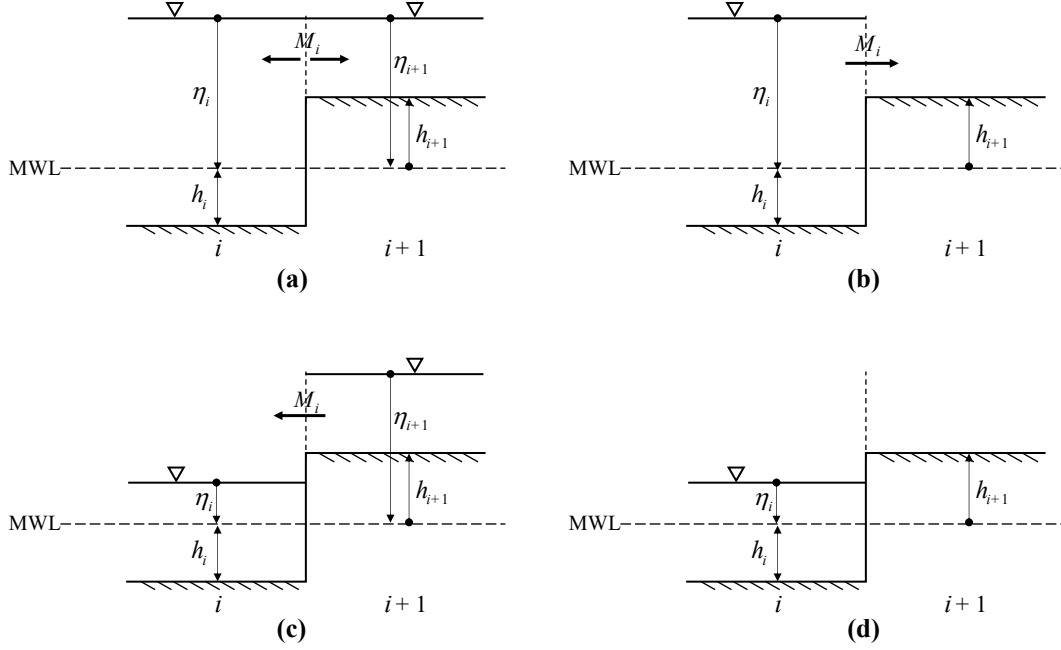 M_i
η_i
η_{i+1}
h_{i+1}
MWL
h_i
i
i + 1
(a)
M_i
η_i
h_{i+1}
MWL
h_i
i
i + 1
(b)
M_i
η_{i+1}
η_i
h_{i+1}
MWL
h_i
i
i + 1
(c)
η_i
h_{i+1}
MWL
h_i
i
i + 1
(d)